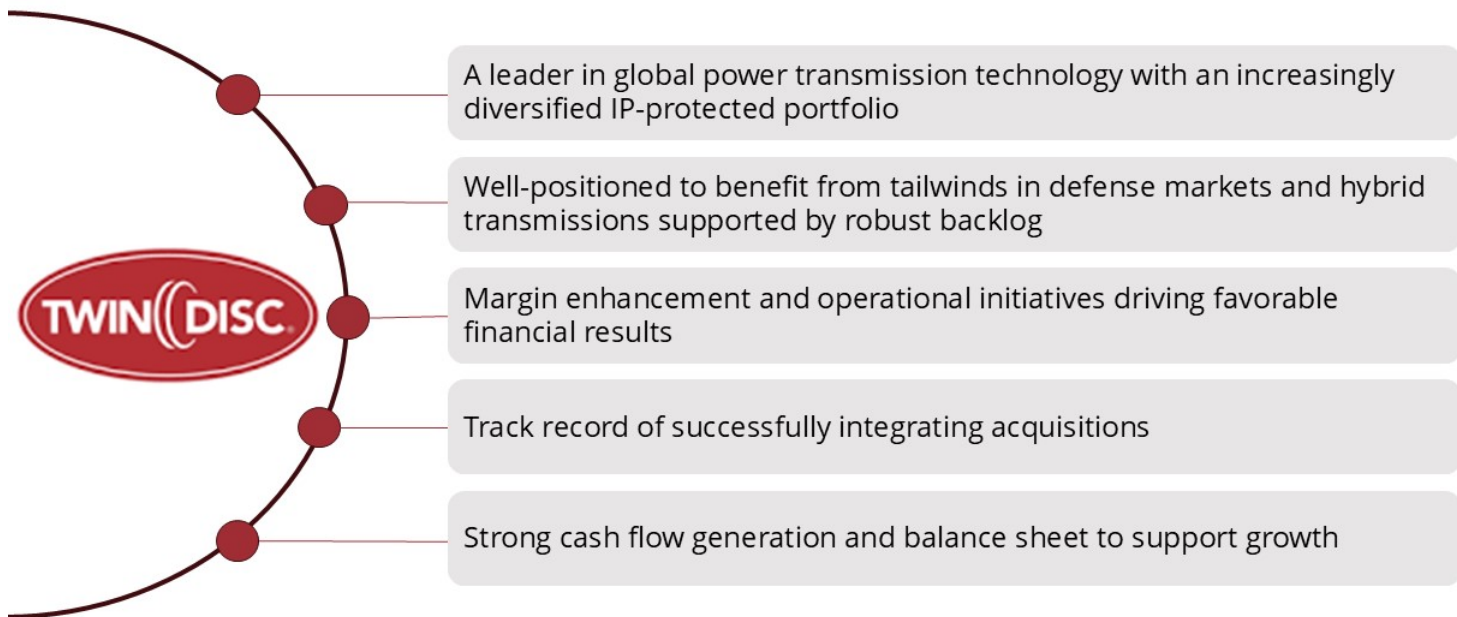 A leader in global power transmission technology with an increasingly
diversified IP-protected portfolio
Well-positioned to benefit from tailwinds in defense markets and hybrid
transmissions supported by robust backlog
TWIN DISC®
Margin enhancement and operational initiatives driving favorable
financial results
Track record of successfully integrating acquisitions
Strong cash flow generation and balance sheet to support growth